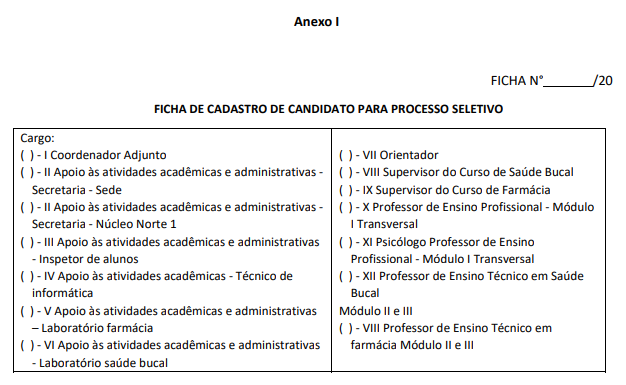 Anexo I
FICHA N°_______/20
FICHA DE CADASTRO DE CANDIDATO PARA PROCESSO SELETIVO
Cargo:
( ) - I Coordenador Adjunto
( ) - II Apoio às atividades acadêmicas e administrativas -
Secretaria - Sede
( ) - II Apoio às atividades acadêmicas e administrativas -
Secretaria - Núcleo Norte 1
( ) - III Apoio às atividades acadêmicas e administrativas
- Inspetor de alunos
( ) - IV Apoio às atividades acadêmicas - Técnico de
informática
( ) - V Apoio às atividades acadêmicas e administrativas
– Laboratório farmácia
( ) - VI Apoio às atividades acadêmicas e administrativas
- Laboratório saúde bucal
( ) - VII Orientador
( ) - VIII Supervisor do Curso de Saúde Bucal
( ) - IX Supervisor do Curso de Farmácia
( ) - X Professor de Ensino Profissional - Módulo
I Transversal
( ) - XI Psicólogo Professor de Ensino
Profissional - Módulo I Transversal
( ) - XII Professor de Ensino Técnico em Saúde
Bucal
Módulo II e III
( ) - VIII Professor de Ensino Técnico em
farmácia Módulo II e III